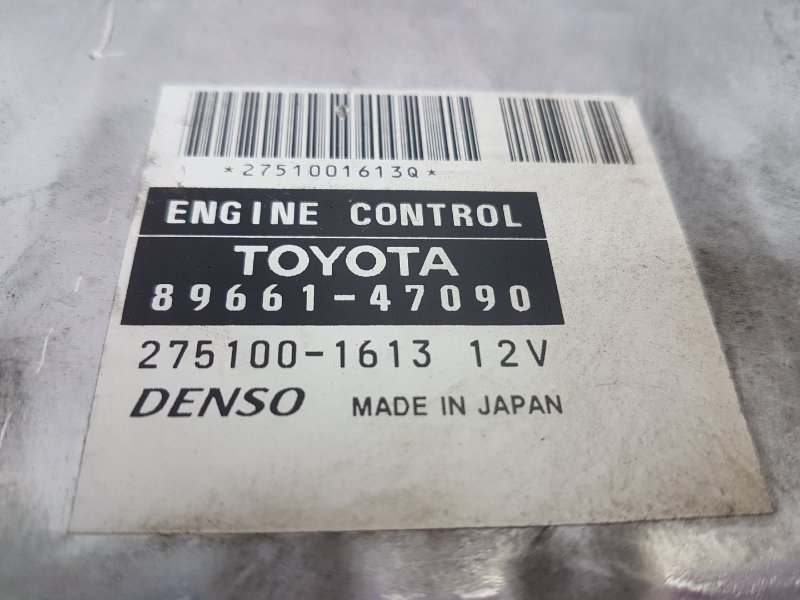 *2751001613Q*
ENGINE CONTROL
TOYOTA
89661-47090
275100-1613 12V
DENSO MADE IN JAPAN